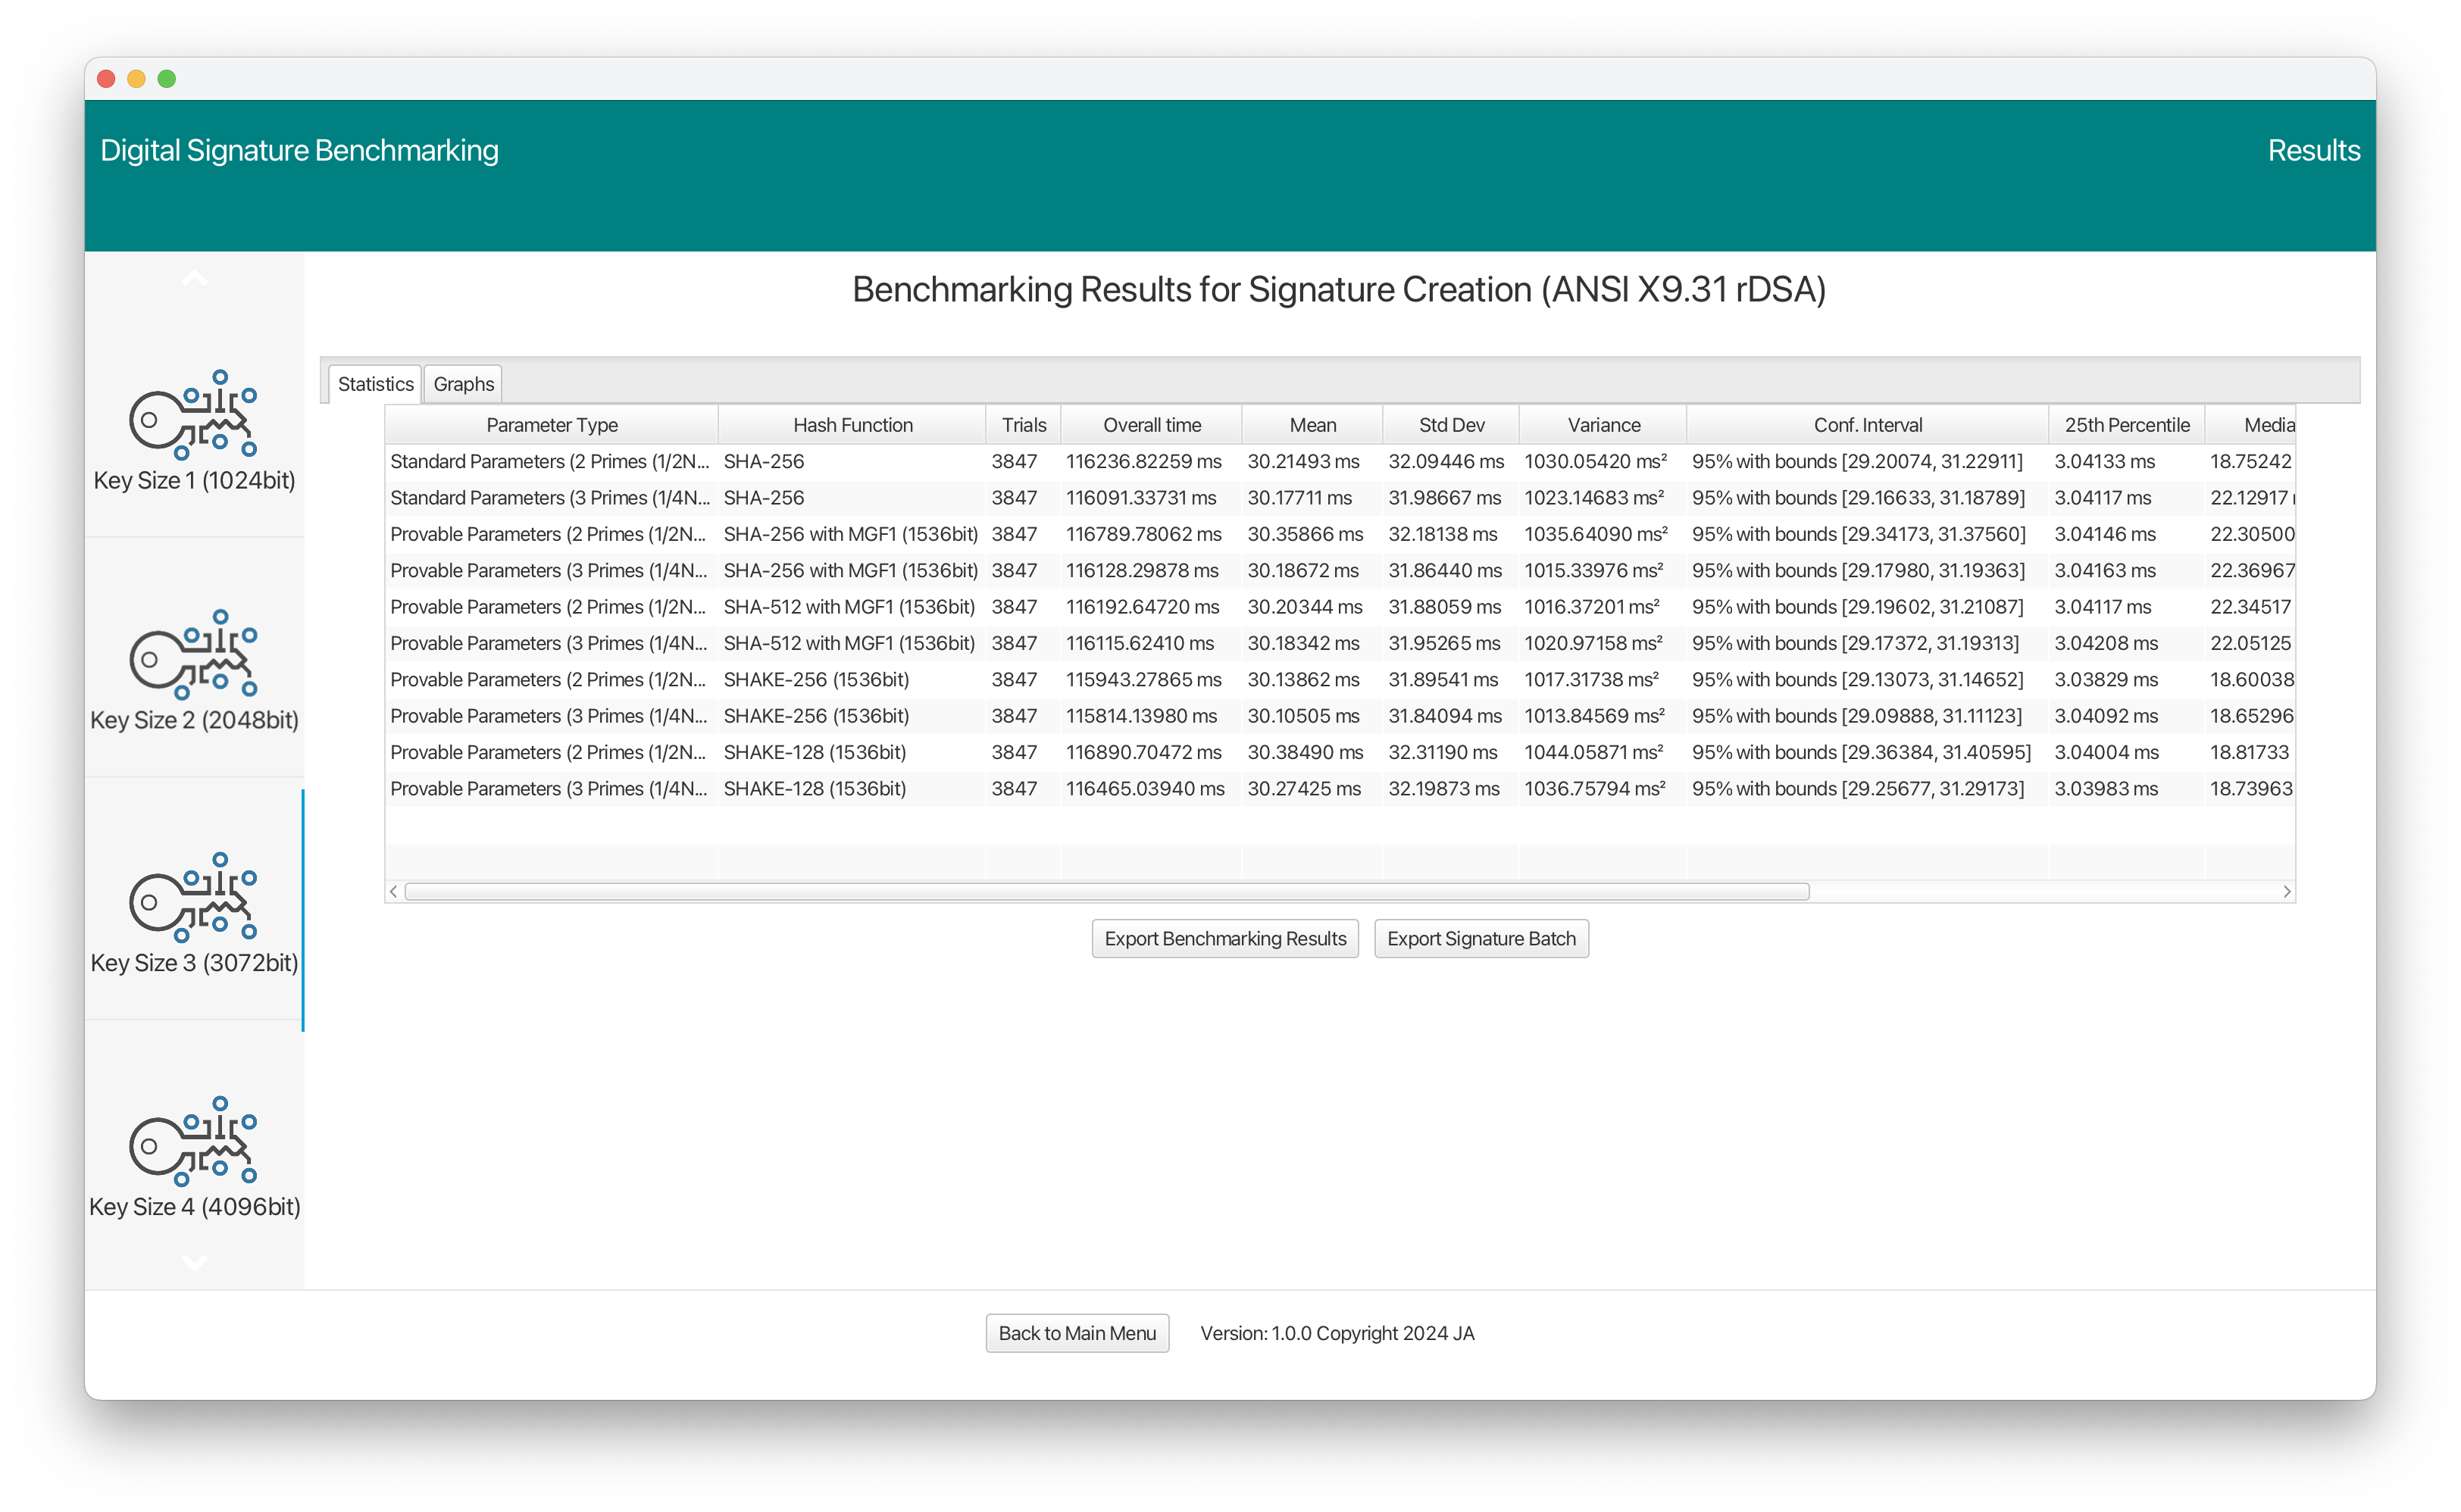 Digital Signature Benchmarking
Results
Key Size 1 (1024bit)
Key Size 2 (2048bit)
Key Size 3 (3072bit)
Key Size 4 (4096bit)
Benchmarking Results for Signature Creation (ANSI X9.31 rDSA)
Statistics Graphs
Parameter Type Hash Function Trials Overall time Mean Std Dev Variance Conf. Interval 25th Percentile Media
Standard Parameters (2 Primes (1/2N... SHA-256 3847 116236.82259 ms 30.21493 ms 32.09446 ms 1030.05420 ms² 95% with bounds [29.20074, 31.22911] 3.04133 ms 18.75242
Standard Parameters (3 Primes (1/4N... SHA-256 3847 116091.33731 ms 30.17711 ms 31.98667 ms 1023.14683 ms² 95% with bounds [29.16633, 31.18789] 3.04117 ms 22.12917
Provable Parameters (2 Primes (1/2N... SHA-256 with MGF1 (1536bit) 3847 116789.78062 ms 30.35866 ms 32.18138 ms 1035.64090 ms² 95% with bounds [29.34173, 31.37560] 3.04146 ms 22.30500
Provable Parameters (3 Primes (1/4N... SHA-256 with MGF1 (1536bit) 3847 116128.29878 ms 30.18672 ms 31.86440 ms 1015.33976 ms² 95% with bounds [29.17980, 31.19363] 3.04163 ms 22.36967
Provable Parameters (2 Primes (1/2N... SHA-512 with MGF1 (1536bit) 3847 116192.64720 ms 30.20344 ms 31.88059 ms 1016.37201 ms² 95% with bounds [29.19602, 31.21087] 3.04117 ms 22.34517
Provable Parameters (3 Primes (1/4N... SHA-512 with MGF1 (1536bit) 3847 116115.62410 ms 30.18342 ms 31.95265 ms 1020.97158 ms² 95% with bounds [29.17372, 31.19313] 3.04208 ms 22.05125
Provable Parameters (2 Primes (1/2N... SHAKE-256 (1536bit) 3847 115943.27865 ms 30.13862 ms 31.89541 ms 1017.31738 ms² 95% with bounds [29.13073, 31.14652] 3.03829 ms 18.60038
Provable Parameters (3 Primes (1/4N... SHAKE-256 (1536bit) 3847 115814.13980 ms 30.10505 ms 31.84094 ms 1013.84569 ms² 95% with bounds [29.09888, 31.11123] 3.04092 ms 18.65296
Provable Parameters (2 Primes (1/2N... SHAKE-128 (1536bit) 3847 116890.70472 ms 30.38490 ms 32.31190 ms 1044.05871 ms² 95% with bounds [29.36384, 31.40595] 3.04004 ms 18.81733
Provable Parameters (3 Primes (1/4N... SHAKE-128 (1536bit) 3847 116465.03940 ms 30.27425 ms 32.19873 ms 1036.75794 ms² 95% with bounds [29.25677, 31.29173] 3.03983 ms 18.73963
Export Benchmarking Results Export Signature Batch
Back to Main Menu Version: 1.0.0 Copyright 2024 JA